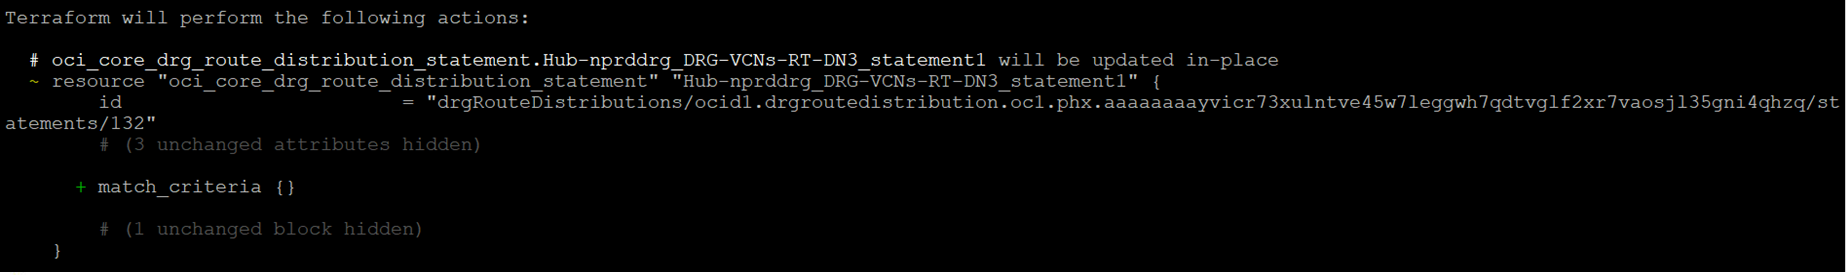 Terraform will perform the following actions:
# oci_core_drg_route_distribution_statement.Hub-nprddrg_DRG-VCNs-RT-DN3_statement1 will be updated in-place
~ resource "oci_core_drg_route_distribution_statement" "Hub-nprddrg_DRG-VCNs-RT-DN3_statement1" {
id = "drgRouteDistributions/ocid1.drgroutedistribution.oc1.phx.aaaaaaaayvicr73xulntve45w7leggwh7qdtvglf2xr7vaosjl35gni4qhzq/st
atements/132"
# (3 unchanged attributes hidden)
+ match_criteria {}
# (1 unchanged block hidden)
}